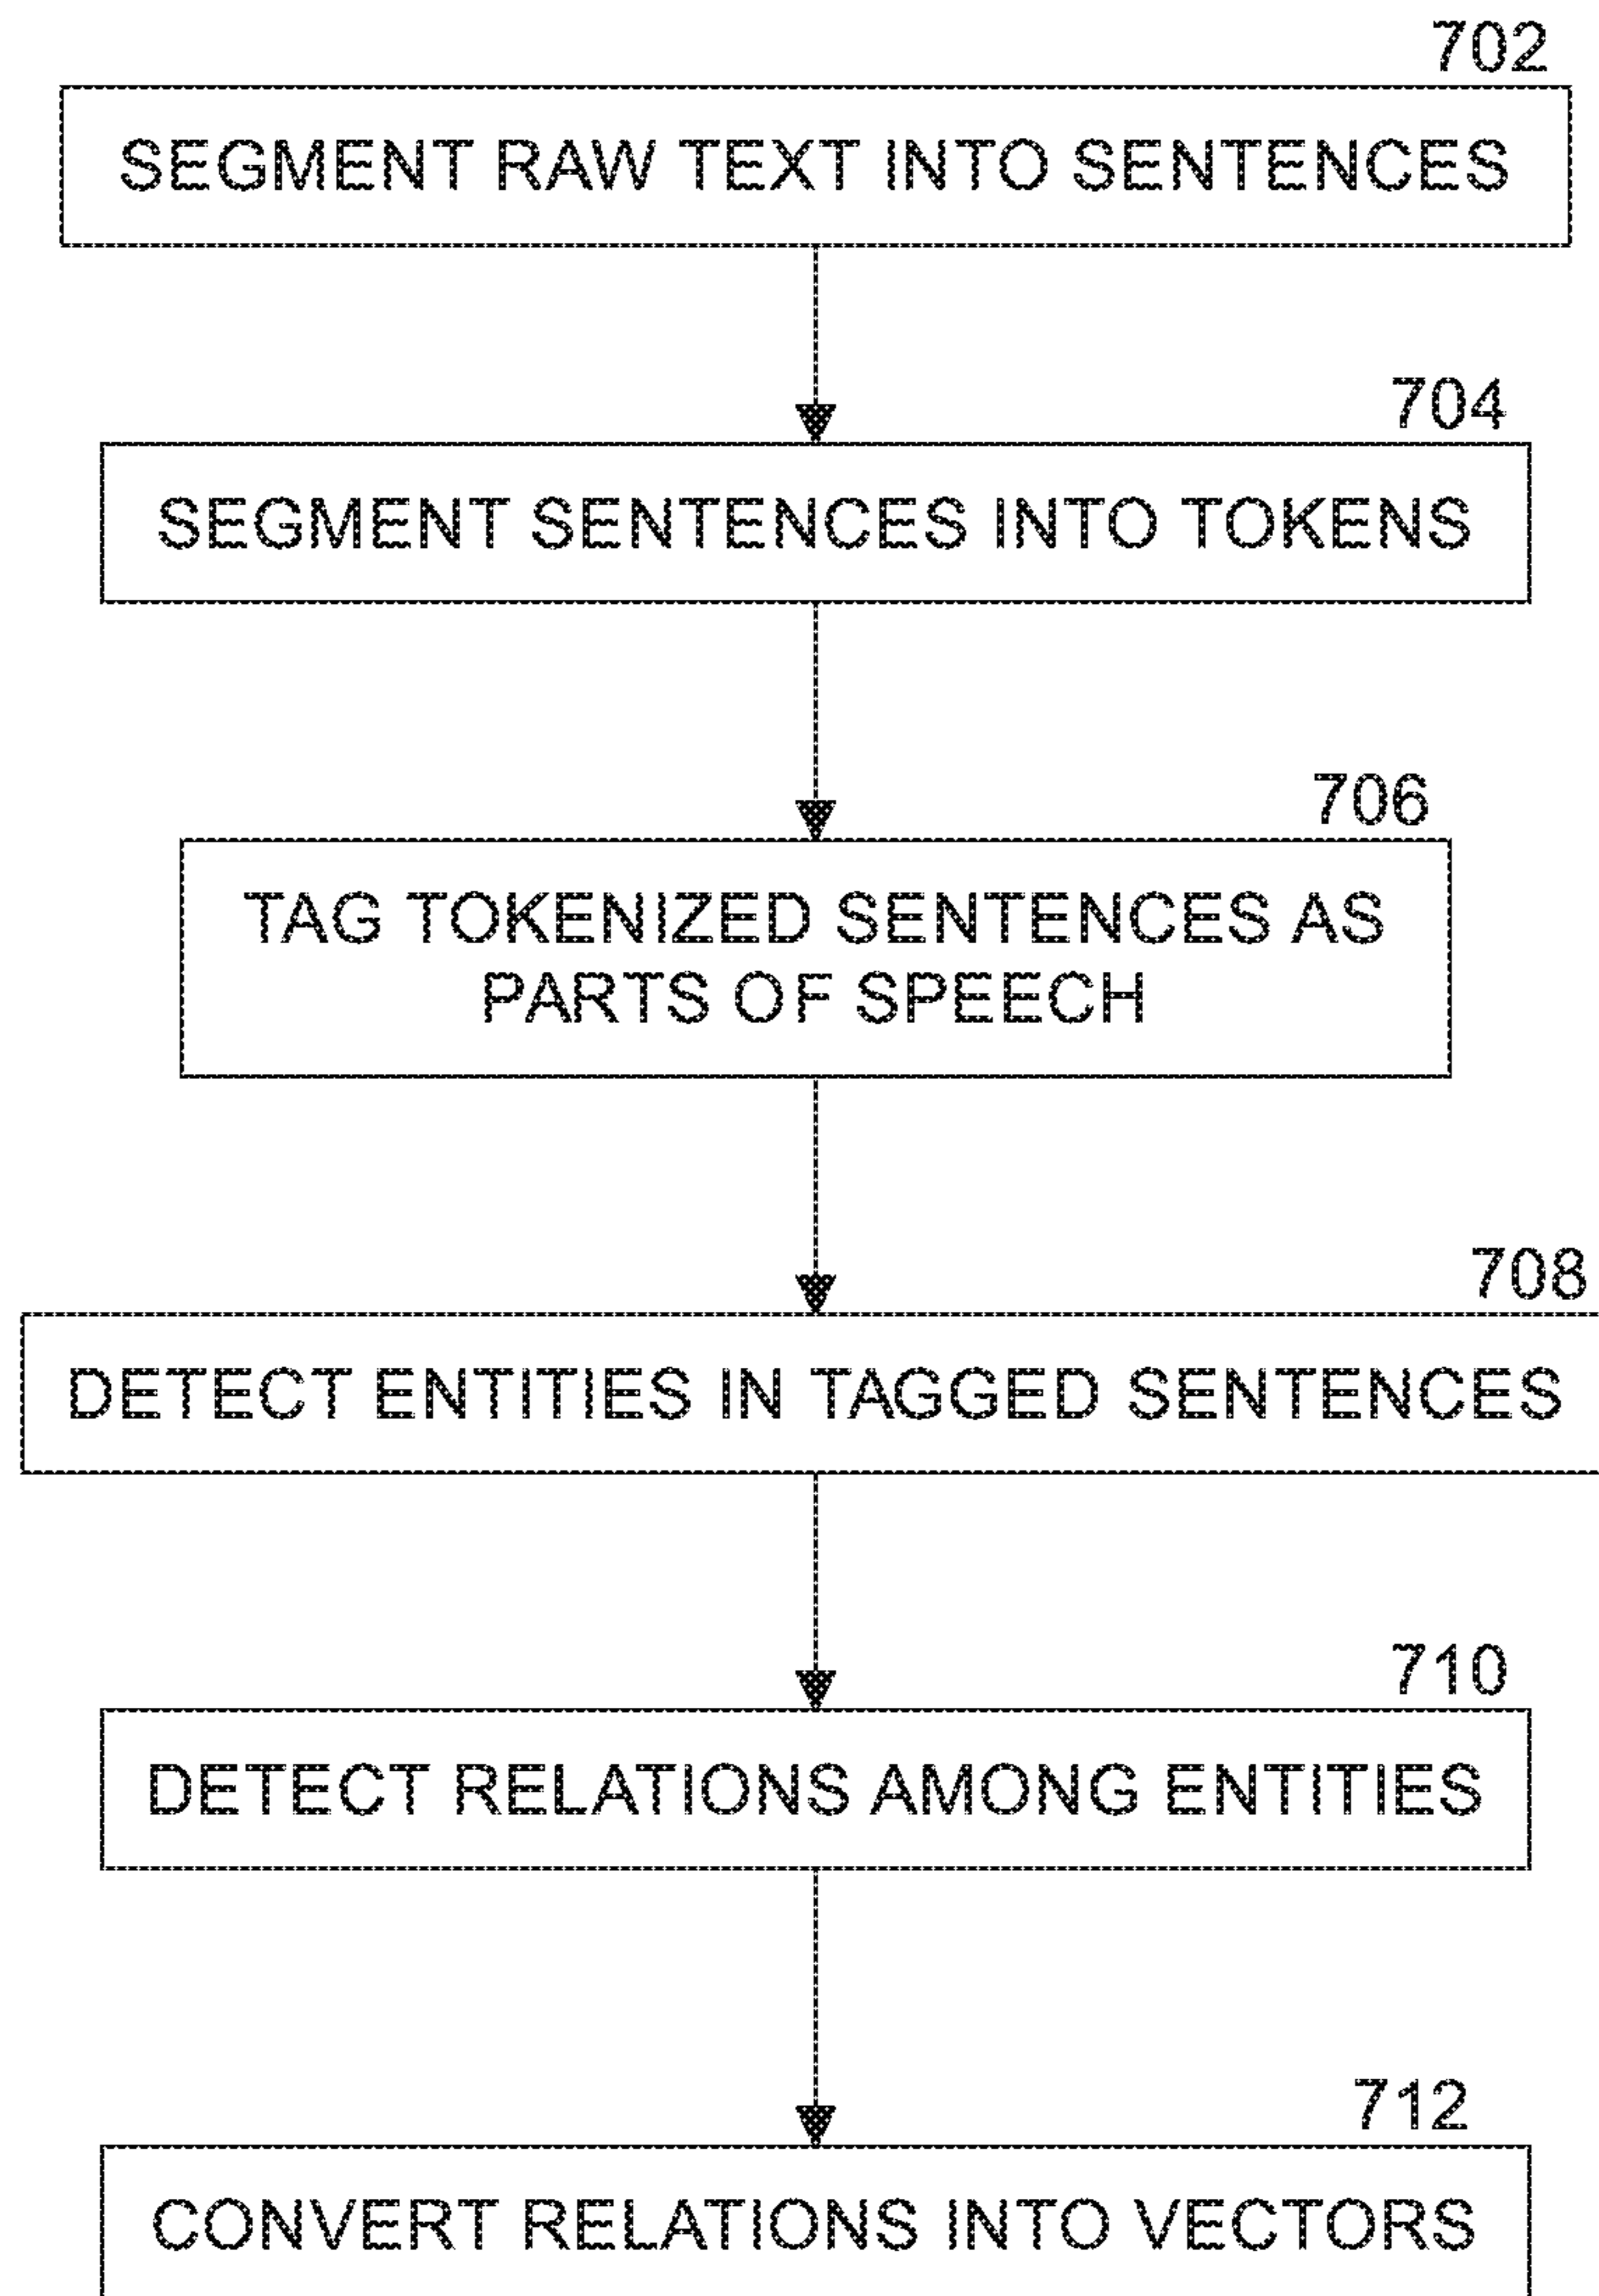 702
SEGMENT RAW TEXT INTO SENTENCES
704
SEGMENT SENTENCES INTO TOKENS
706
TAG TOKENIZED SENTENCES AS
PARTS OF SPEECH
708
DETECT ENTITIES IN TAGGED SENTENCES
710
DETECT RELATIONS AMONG ENTITIES
712
CONVERT RELATIONS INTO VECTORS